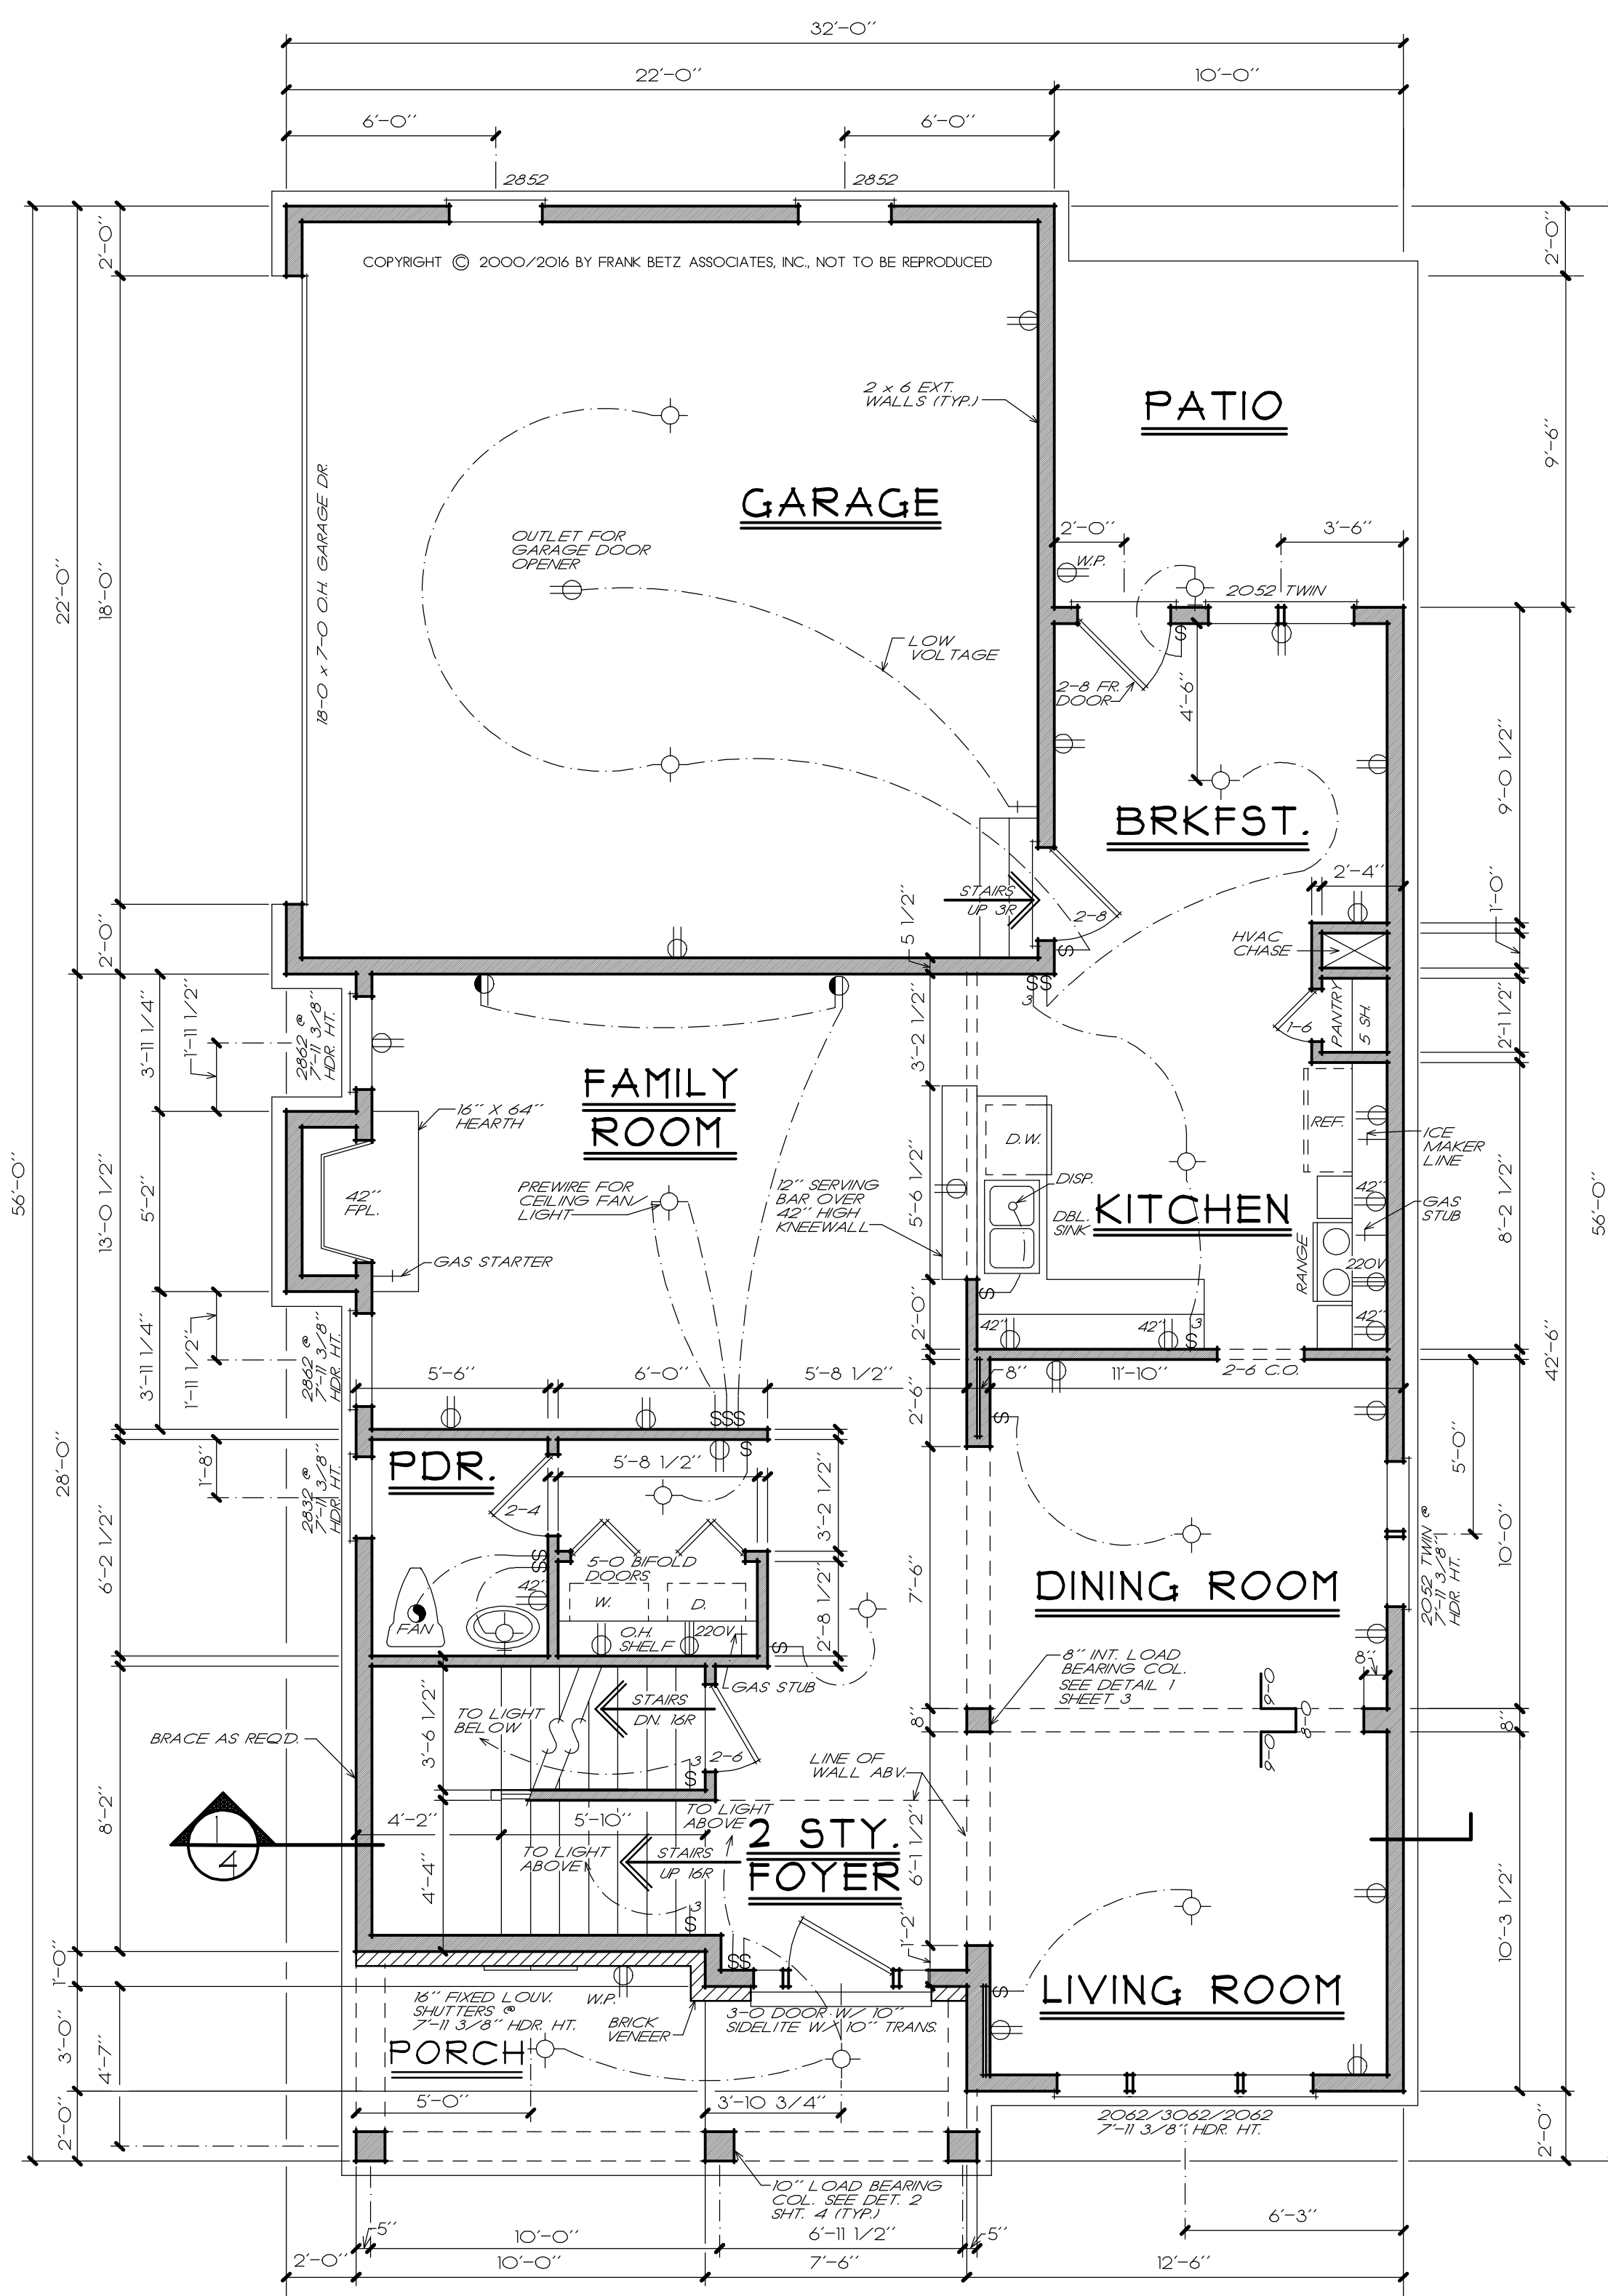 32'-0"
22'-0"
10'-0"
6'-0"
6'-0"
2852
2852
COPYRIGHT © 2000/2016 BY FRANK BETZ ASSOCIATES, INC., NOT TO BE REPRODUCED
2'-0"
2'-0"
2 x 6 EXT.
WALLS (TYP.)
PATIO
9'-6"
GARAGE
18-0 x 7-0 O.H. GARAGE DR.
OUTLET FOR
GARAGE DOOR
OPENER
22'-0"
18'-0"
2'-0"
3'-6"
W.P.
2052 TWIN
S
LOW
VOLTAGE
2-8 FR.
DOOR
4'-6"
9'-0 1/2"
BRKFST.
2'-4"
1'-0"
STAIRS
UP 3R
2-8
S
5 1/2"
HVAC
CHASE
2'-0"
SS
3
PANTRY
5 SH.
1-6
2'-1 1/2"
3'-11 1/4"
1'-11 1/2"
2862 @
7'-11 3/8"
HDR. HT.
3'-2 1/2"
FAMILY
ROOM
16" X 64"
HEARTH
D.W.
REF.
ICE
MAKER
LINE
56'-0"
13'-0 1/2"
5'-2"
42"
FPL.
PREWIRE FOR
CEILING FAN/
LIGHT
12" SERVING
BAR OVER
42" HIGH
KNEEWALL
5'-6 1/2"
DISP.
DBL.
SINK
KITCHEN
42"
GAS
STUB
8'-2 1/2"
56'-0"
GAS STARTER
RANGE
220V
S
42"
42"
42"
3
S
2'-0"
3'-11 1/4"
1'-11 1/2"
2862 @
7'-11 3/8"
HDR. HT.
5'-6"
6'-0"
5'-8 1/2"
8"
11'-10"
2-6 C.O.
42'-6"
SSS
2'-6"
S
28'-0"
PDR.
S
5'-8 1/2"
5'-0"
1'-8"
2832 @
7'-11 3/8"
HDR. HT.
2-4
3'-2 1/2"
6'-2 1/2"
SS
42"
5-0 BIFOLD
DOORS
W.
D.
FAN
O.H.
SHELF
220V
2'-8 1/2"
S
7'-6"
DINING ROOM
2052 TWIN @
7'-11 3/8"
HDR. HT.
10'-0"
GAS STUB
8" INT. LOAD
BEARING COL.
SEE DETAIL 1
SHEET 3
8"
9-0
8-0
9-0
8"
8"
BRACE AS REQ'D.
TO LIGHT
BELOW
STAIRS
DN. 16R
3'-6 1/2"
2-6
3
S
LINE OF
WALL ABV.
8'-2"
4'-2"
5'-10"
TO LIGHT
ABOVE
2 STY.
FOYER
6'-1 1/2"
1
4
TO LIGHT
ABOVE
STAIRS
UP 16R
4'-4"
3
S
SS
1'-2"
10'-3 1/2"
LIVING ROOM
S
1'-0"
16" FIXED LOUV.
SHUTTERS @
7'-11 3/8" HDR. HT.
W.P.
BRICK
VENEER
3-0 DOOR W/ 10"
SIDELITE W/ 10" TRANS.
3'-0"
4'-7"
PORCH
5'-0"
3'-10 3/4"
2062/3062/2062
7'-11 3/8" HDR. HT.
2'-0"
2'-0"
10" LOAD BEARING
COL. SEE DET. 2
SHT. 4 (TYP.)
6'-3"
5"
10'-0"
6'-11 1/2"
5"
2'-0"
10'-0"
7'-6"
12'-6"